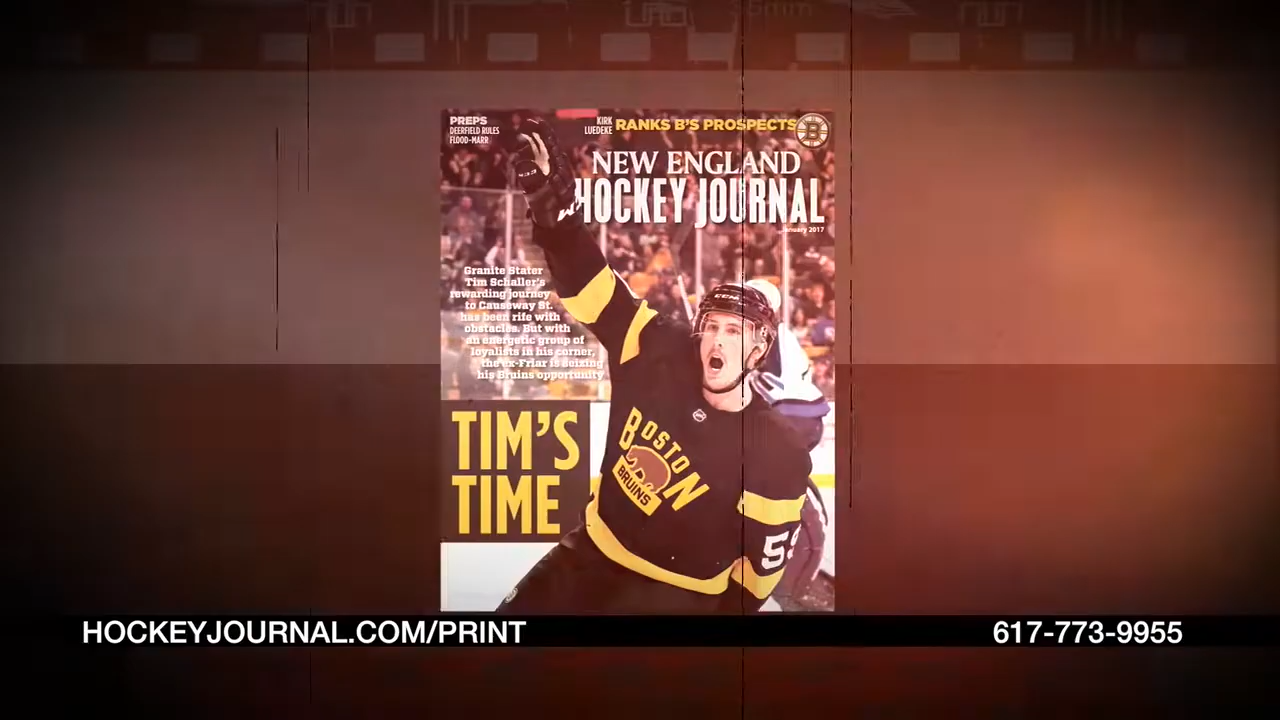 35mm
PREPS
DEERFIELD RULES
FLOOD-MARR
KIRK
LUEDEKE
RANKS B'S PROSPECTS
B
NEW ENGLAND
HOCKEY JOURNAL
January 2017
Granite Stater
Tim Schaller's
rewarding journey
to Causeway St.
has been rife with
obstacles. But with
an energetic group of
loyalists in his corner,
the ex-Friar is seizing
his Bruins opportunity
TIM'S
TIME
CCM
BOSTON
BRUINS
59
HOCKEYJOURNAL.COM/PRINT
617-773-9955